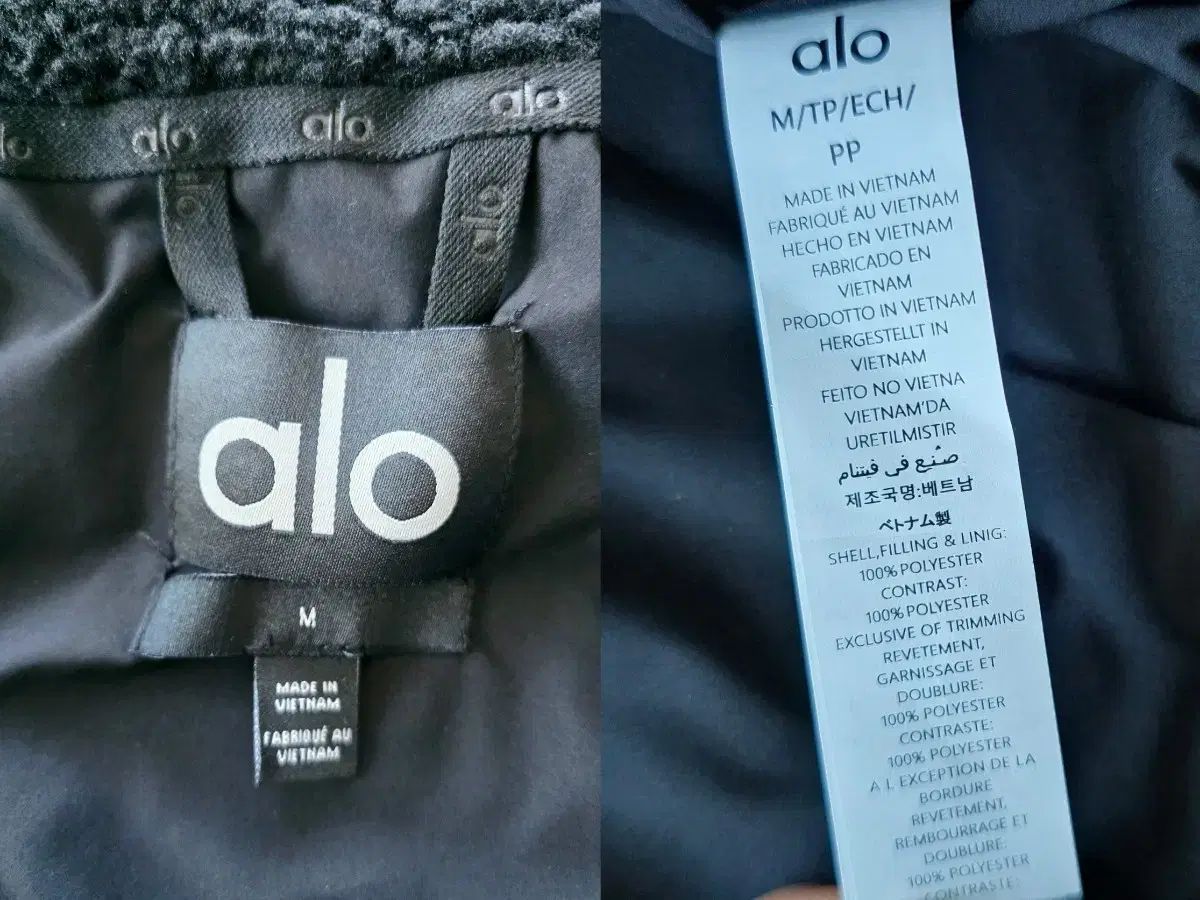 alo
alo
alo
lo
alo
alo
alo
M
MADE IN
VIETNAM
FABRIQUÉ AU
VIETNAM
alo
M/TP/ECH/
PP
MADE IN VIETNAM
FABRIQUÉ AU VIETNAM
HECHO EN VIETNAM
FABRICADO EN
VIETNAM
PRODOTTO IN VIETNAM
HERGESTELLT IN
VIETNAM
FEITO NO VIETNA
VIETNAM'DA
URETILMISTIR
صُنع في فيتنام
제조국명:베트남
ベトナム製
SHELL,FILLING & LINIG:
100% POLYESTER
CONTRAST:
100% POLYESTER
EXCLUSIVE OF TRIMMING
REVETEMENT,
GARNISSAGE ET
DOUBLURE:
100% POLYESTER
CONTRASTE:
100% POLYESTER
A L EXCEPTION DE LA
BORDURE
REVETEMENT,
REMBOURRAGE ET
DOUBLURE:
100% POLYESTER
CONTRASTE: